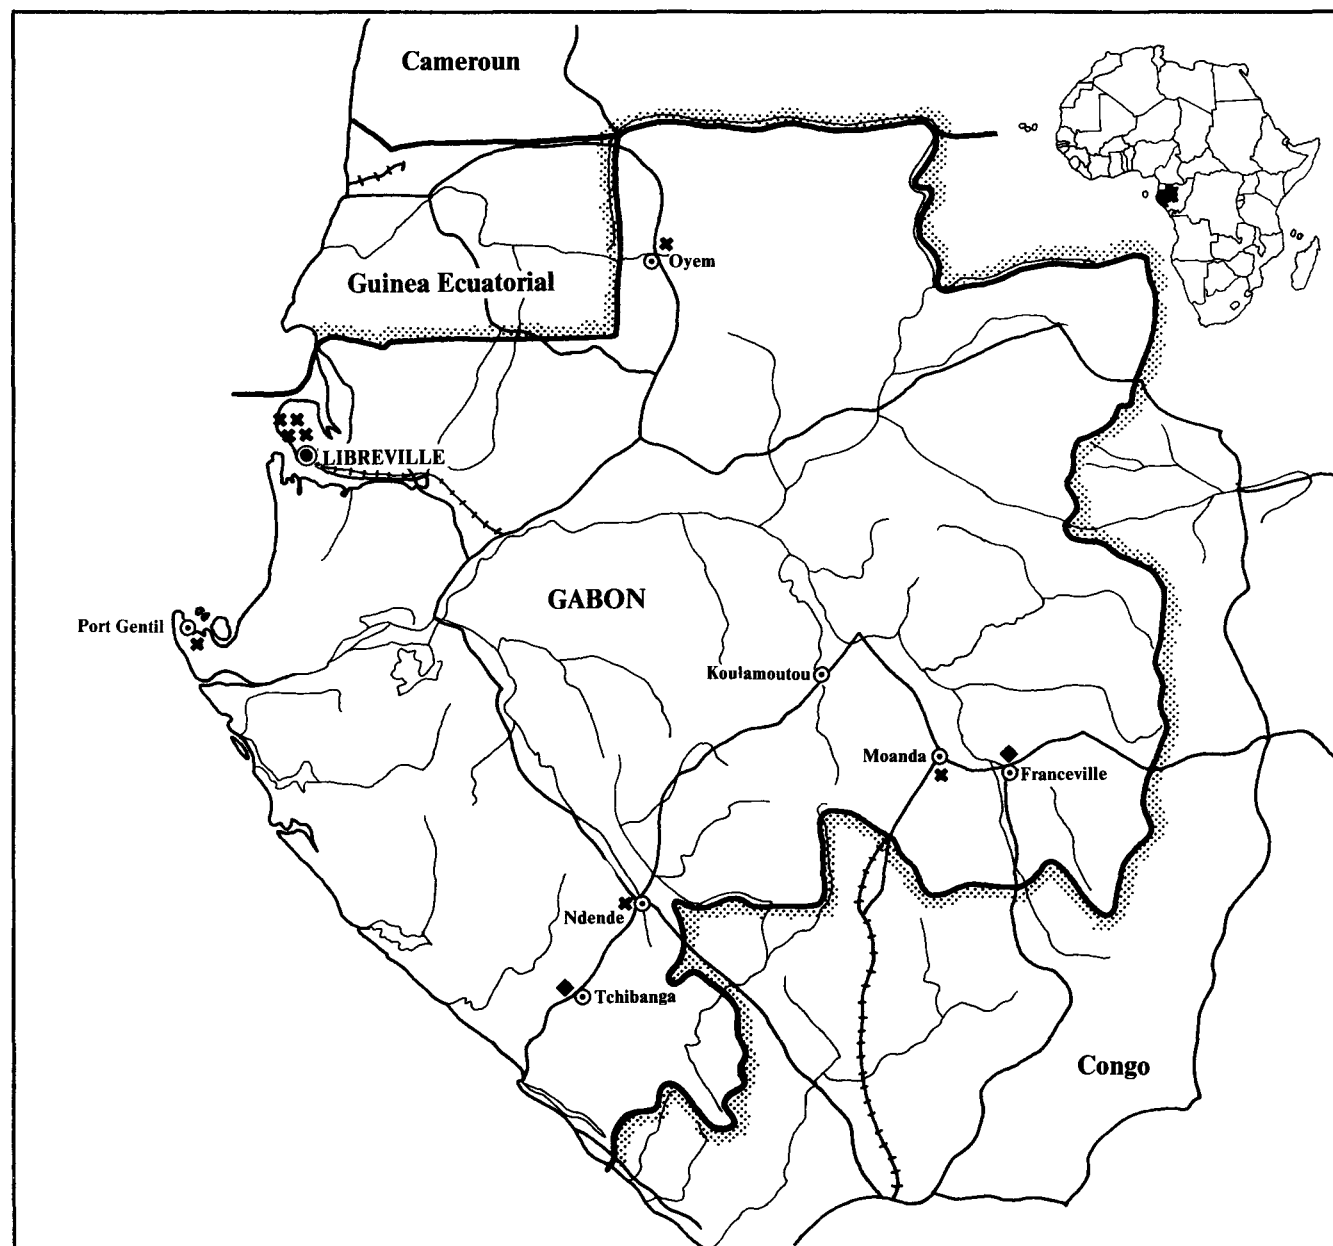 Cameroun
Guinea Ecuatorial
Oyem
LIBREVILLE
GABON
Port Gentil
Koulamoutou
Moanda
Franceville
Ndende
Tchibanga
Congo